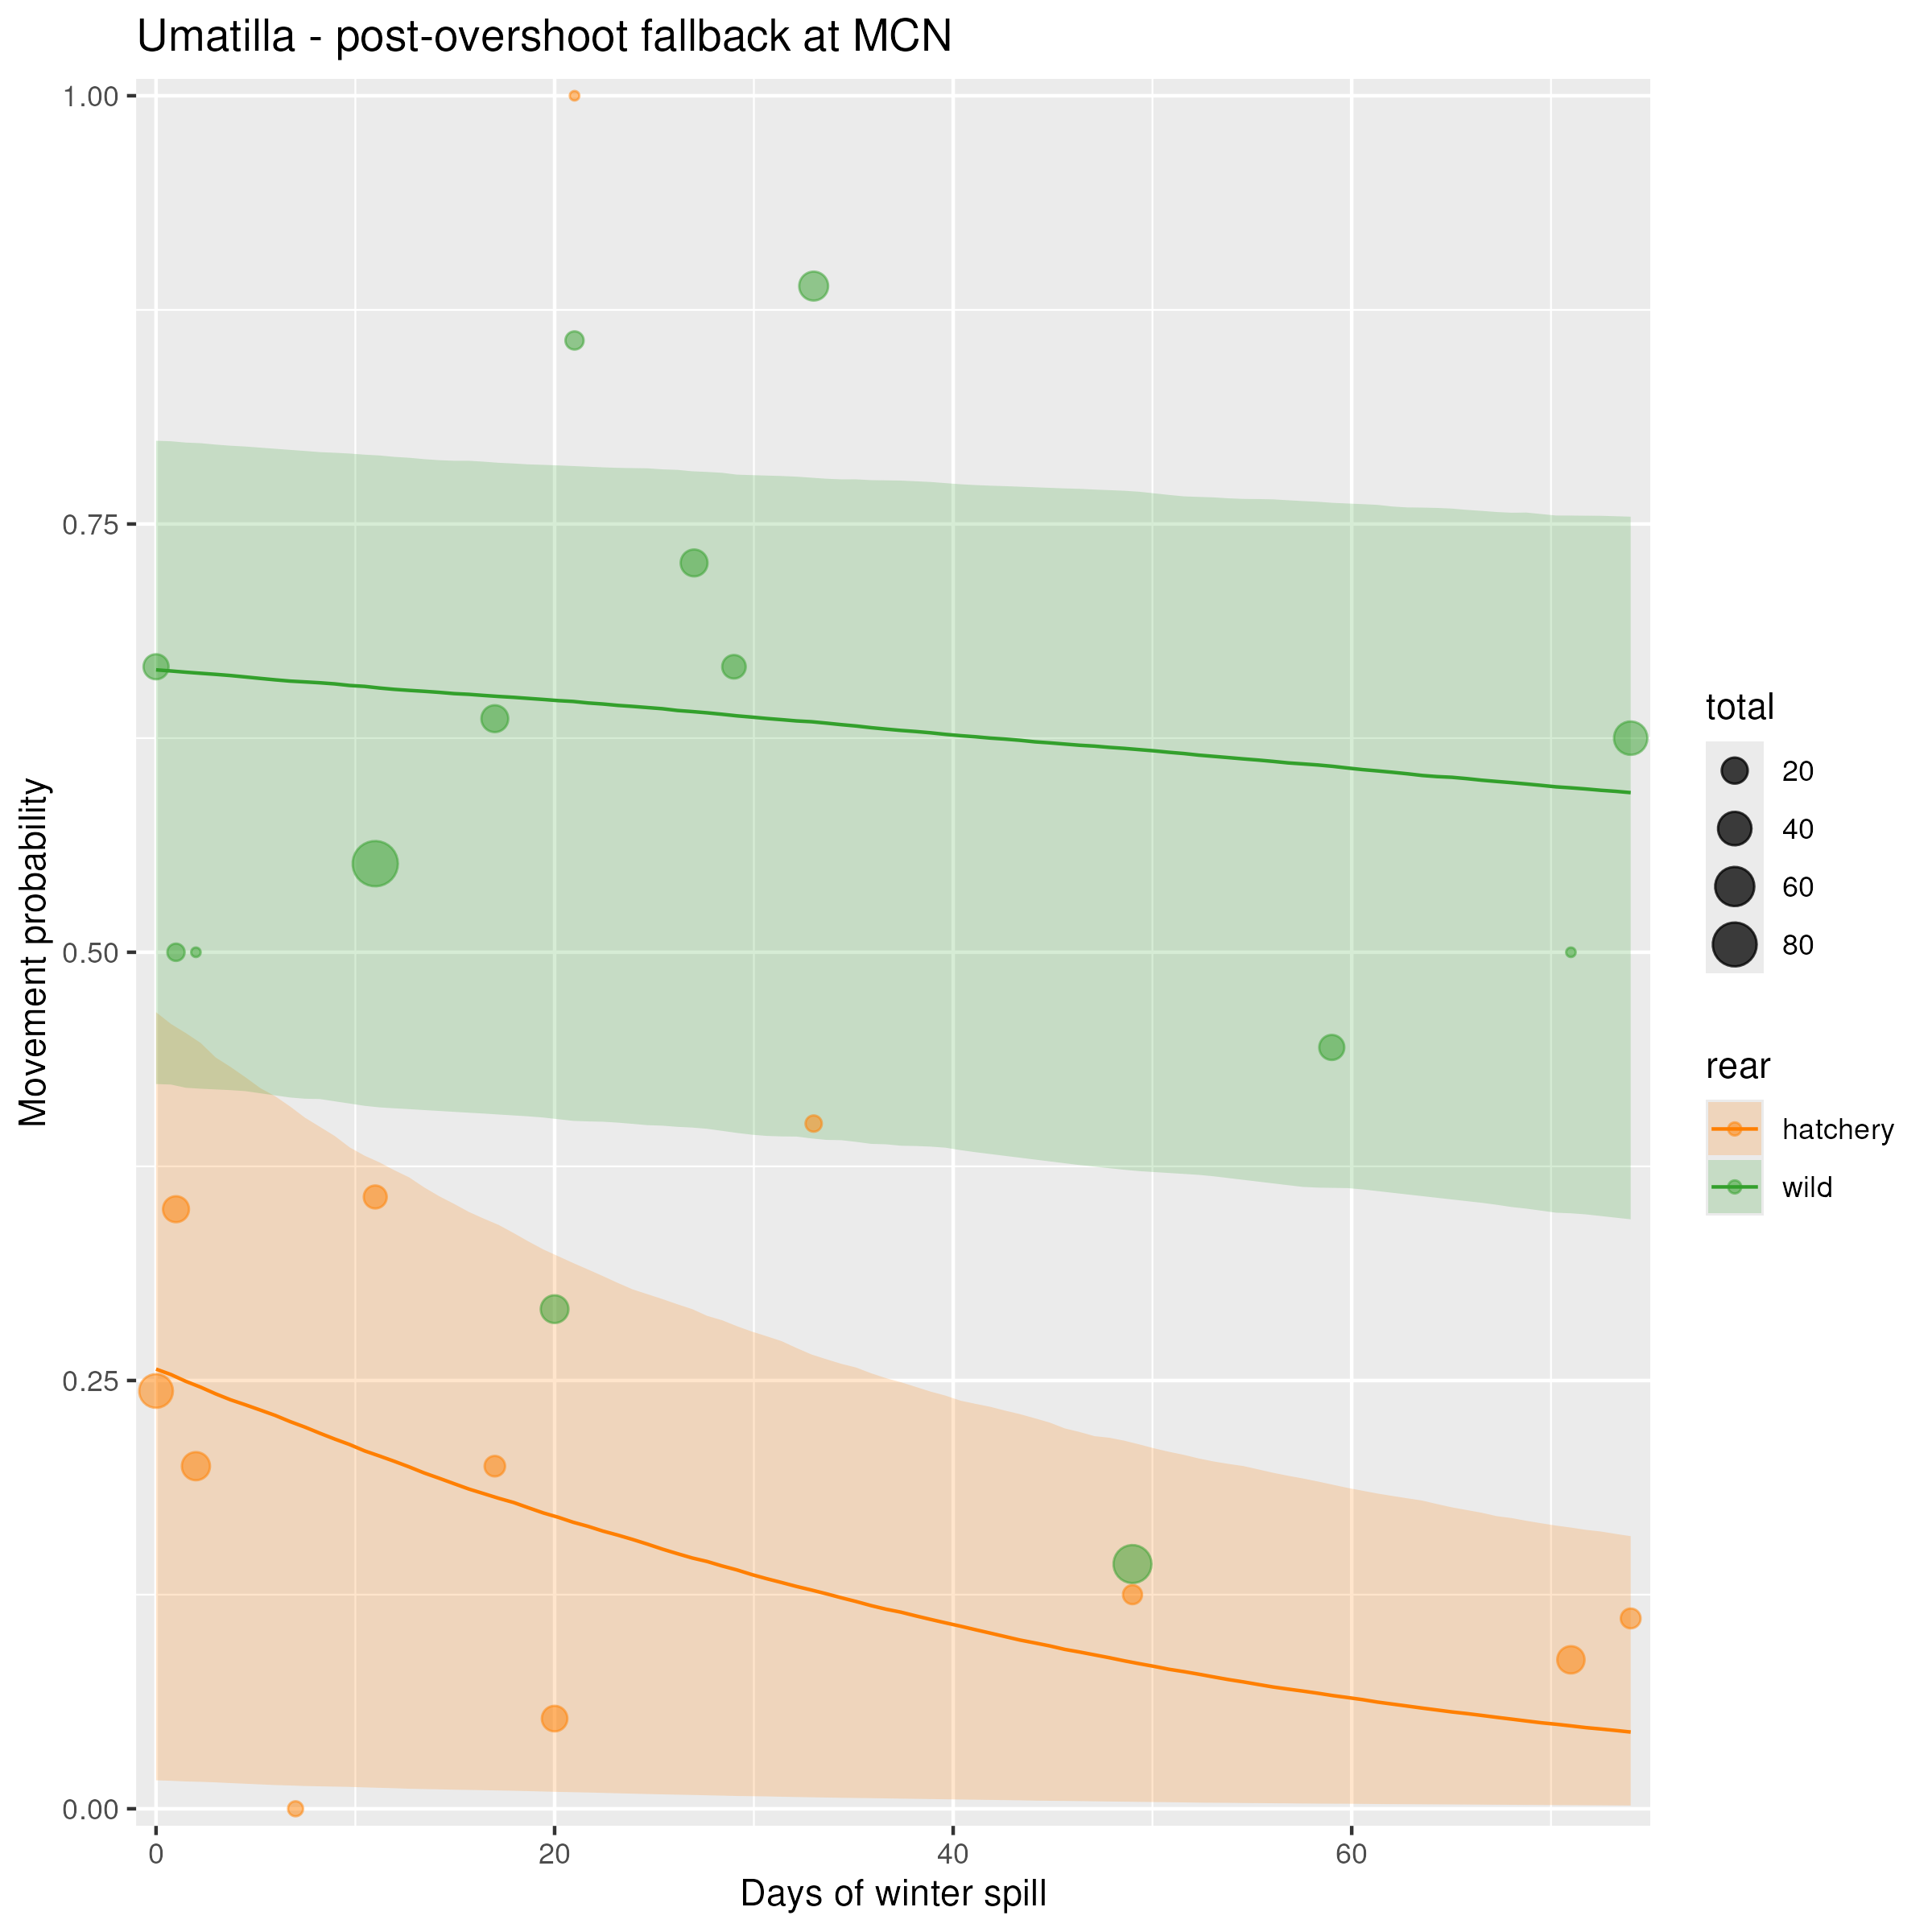 Umatilla - post-overshoot fallback at MCN
Movement probability
1.00
0.75
0.50
0.25
0.00
0
20
40
60
Days of winter spill
total
20
40
60
80
rear
hatchery
wild